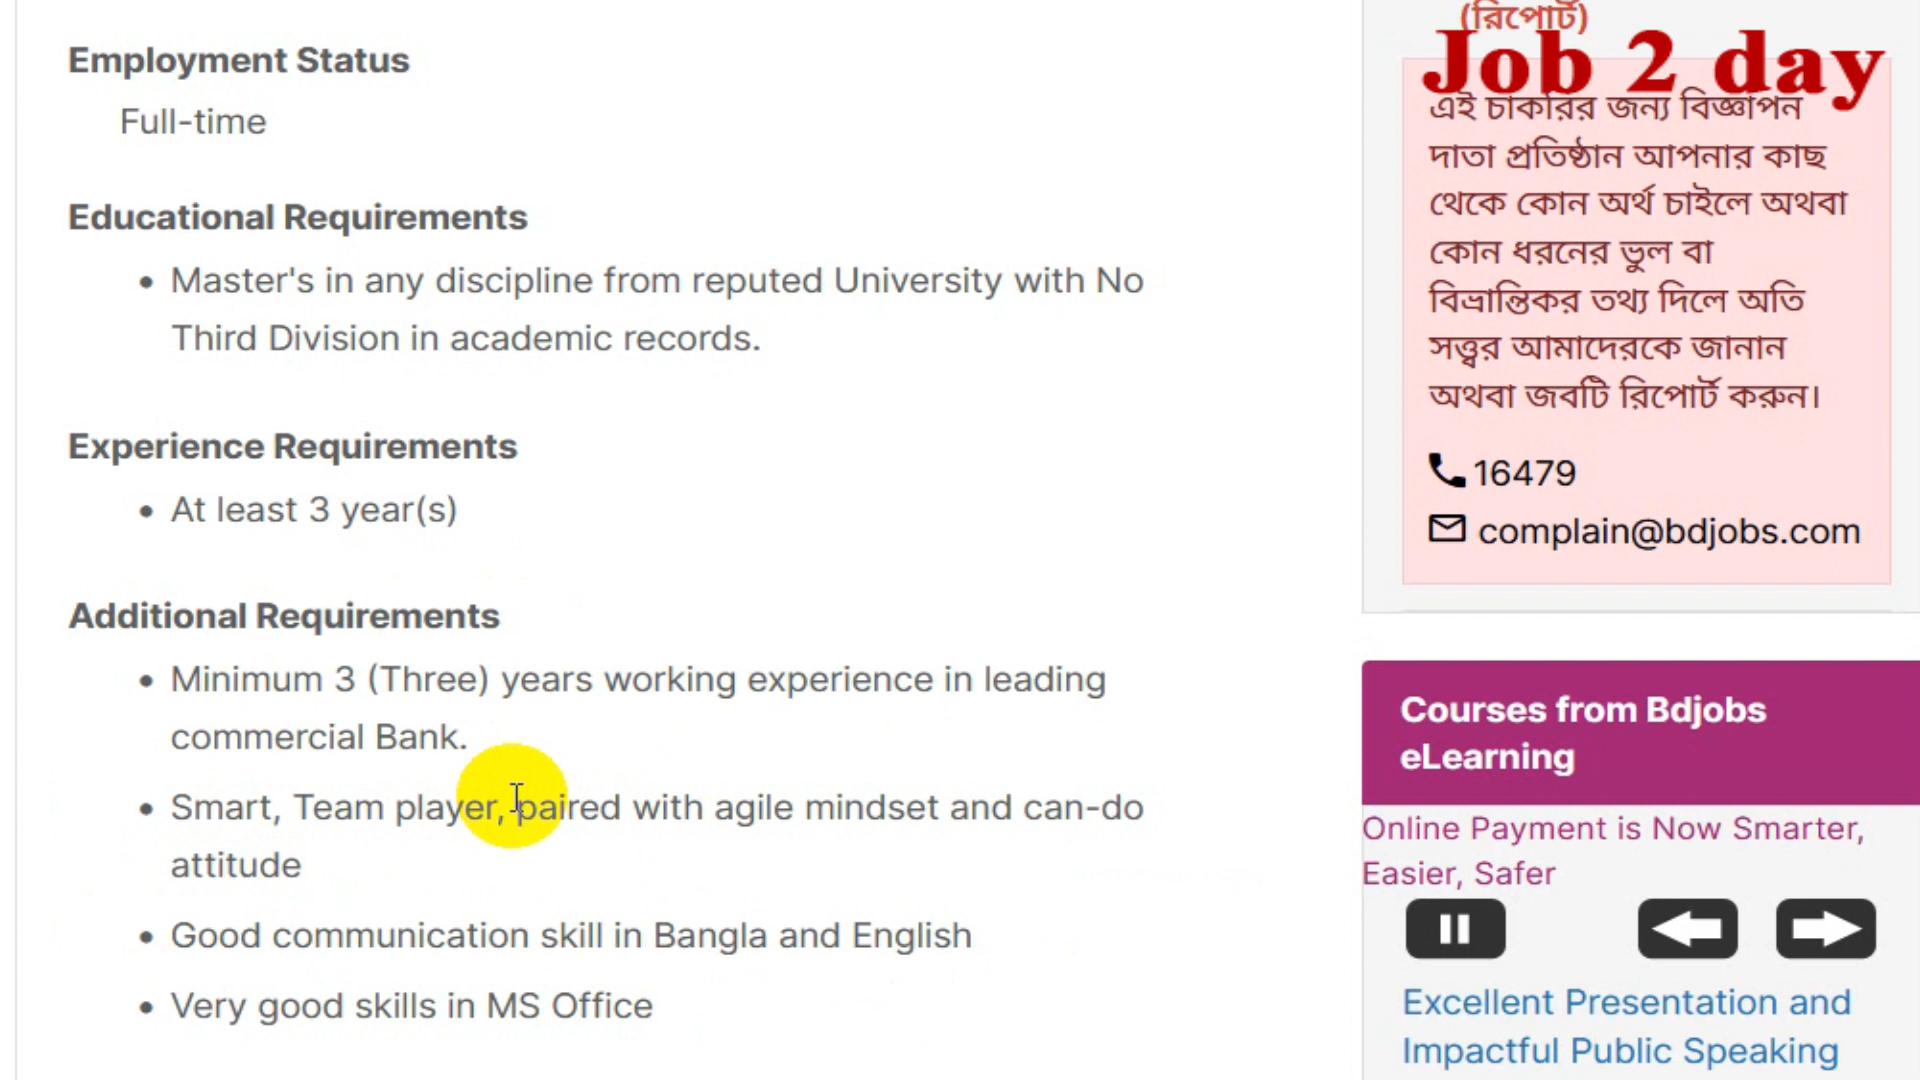 Employment Status
Full-time
Educational Requirements
• Master's in any discipline from reputed University with No
Third Division in academic records.
Experience Requirements
• At least 3 year(s)
Additional Requirements
• Minimum 3 (Three) years working experience in leading
commercial Bank.
• Smart, Team player, paired with agile mindset and can-do
attitude
• Good communication skill in Bangla and English
• Very good skills in MS Office
(রিপোর্ট)
Job 2 day
এই চাকরির জন্য বিজ্ঞাপন
দাতা প্রতিষ্ঠান আপনার কাছ
থেকে কোন অর্থ চাইলে অথবা
কোন ধরনের ভুল বা
বিভ্রান্তিকর তথ্য দিলে অতি
সত্ত্বর আমাদেরকে জানান
অথবা জবটি রিপোর্ট করুন।
16479
complain@bdjobs.com
Courses from Bdjobs
eLearning
Online Payment is Now Smarter,
Easier, Safer
Excellent Presentation and
Impactful Public Speaking